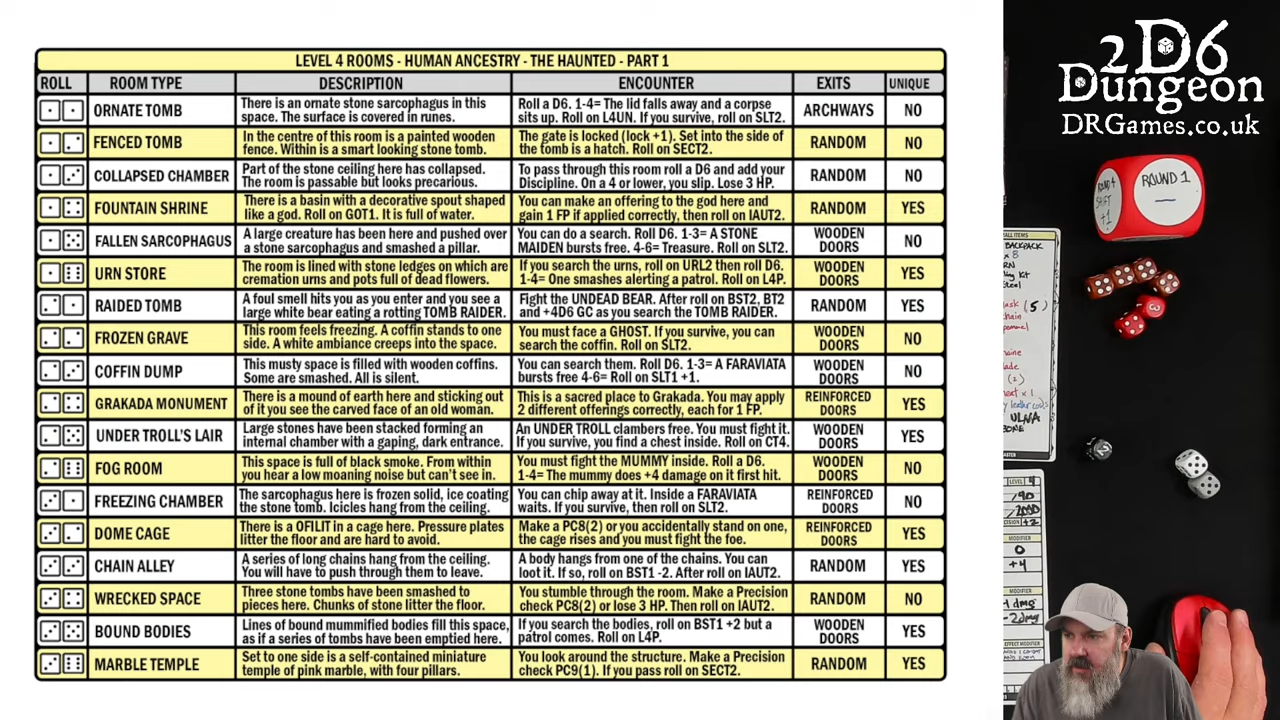 LEVEL 4 ROOMS - HUMAN ANCESTRY - THE HAUNTED - PART 1
ROLL ROOM TYPE DESCRIPTION ENCOUNTER EXITS UNIQUE
ORNATE TOMB There is an ornate stone sarcophagus in this space. The surface is covered in runes. Roll a D6. 1-4= The lid falls away and a corpse sits up. Roll on L4UN. If you survive, roll on SLT2. ARCHWAYS NO
FENCED TOMB In the centre of this room is a painted wooden fence. Within is a smart looking stone tomb. The gate is locked (lock +1). Set into the side of the tomb is a hatch. Roll on SECT2. RANDOM NO
COLLAPSED CHAMBER Part of the stone ceiling here has collapsed. The room is passable but looks precarious. To pass through this room roll a D6 and add your Discipline. On a 4 or lower, you slip. Lose 3 HP. RANDOM NO
FOUNTAIN SHRINE There is a basin with a decorative spout shaped like a god. Roll on GOT1. It is full of water. You can make an offering to the god here and gain 1 FP if applied correctly, then roll on IAUT2. RANDOM YES
FALLEN SARCOPHAGUS A large creature has been here and pushed over a stone sarcophagus and smashed a pillar. You can do a search. Roll D6. 1-3= A STONE MAIDEN bursts free. 4-6= Treasure. Roll on SLT2. WOODEN DOORS NO
URN STORE The room is lined with stone ledges on which are cremation urns and pots full of dead flowers. If you search the urns, roll on URL2 then roll D6. 1-4= One smashes alerting a patrol. Roll on L4P. WOODEN DOORS YES
RAIDED TOMB A foul smell hits you as you enter and you see a large white bear eating a rotting TOMB RAIDER. Fight the UNDEAD BEAR. After roll on BST2, BT2 and +4D6 GC as you search the TOMB RAIDER. RANDOM YES
FROZEN GRAVE This room feels freezing. A coffin stands to one side. A white ambiance creeps into the space. You must face a GHOST. If you survive, you can search the coffin. Roll on SLT2. WOODEN DOORS NO
COFFIN DUMP This musty space is filled with wooden coffins. Some are smashed. All is silent. You can search them. Roll D6. 1-3= A FARAVIATA bursts free 4-6= Roll on SLT1 +1. WOODEN DOORS NO
GRAKADA MONUMENT There is a mound of earth here and sticking out of it you see the carved face of an old woman. This is a sacred place to Grakada. You may apply 2 different offerings correctly, each for 1 FP. REINFORCED DOORS YES
UNDER TROLL'S LAIR Large stones have been stacked forming an internal chamber with a gaping, dark entrance. An UNDER TROLL clambers free. You must fight it. If you survive, you find a chest inside. Roll on CT4. WOODEN DOORS YES
FOG ROOM This space is full of black smoke. From within you hear a low moaning noise but can't see in. You must fight the MUMMY inside. Roll a D6. 1-4= The mummy does +4 damage on it first hit. WOODEN DOORS NO
FREEZING CHAMBER The sarcophagus here is frozen solid, ice coating the stone tomb. Icicles hang from the ceiling. You can chip away at it. Inside a FARAVIATA waits. If you survive, then roll on SLT2. REINFORCED DOORS NO
DOME CAGE There is a OFILIT in a cage here. Pressure plates litter the floor and are hard to avoid. Make a PC8(2) or you accidentally stand on one, the cage rises and you must fight the foe. REINFORCED DOORS YES
CHAIN ALLEY A series of long chains hang from the ceiling. You will have to push through them to leave. A body hangs from one of the chains. You can loot it. If so, roll on BST1 -2. After roll on IAUT2. RANDOM YES
WRECKED SPACE Three stone tombs have been smashed to pieces here. Chunks of stone litter the floor. You stumble through the room. Make a Precision check PC8(2) or lose 3 HP. Then roll on IAUT2. RANDOM NO
BOUND BODIES Lines of bound mummified bodies fill this space, as if a series of tombs have been emptied here. If you search the bodies, roll on BST1 +2 but a patrol comes. Roll on L4P. WOODEN DOORS YES
MARBLE TEMPLE Set to one side is a self-contained miniature temple of pink marble, with four pillars. You look around the structure. Make a Precision check PC9(1). If you pass roll on SECT2. RANDOM YES
2D6
Dungeon
DRGames.co.uk
ROUND 4
SHIFT
+1
ROUND 1
ALL ITEMS
BACKPACK
(5)
LEVEL 4
MODIFIER
0
+4
MODIFIER
EFFECT MODIFIER